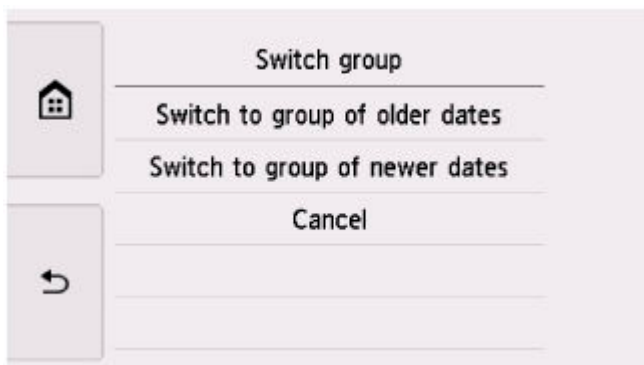 Switch group
Switch to group of older dates
Switch to group of newer dates
Cancel